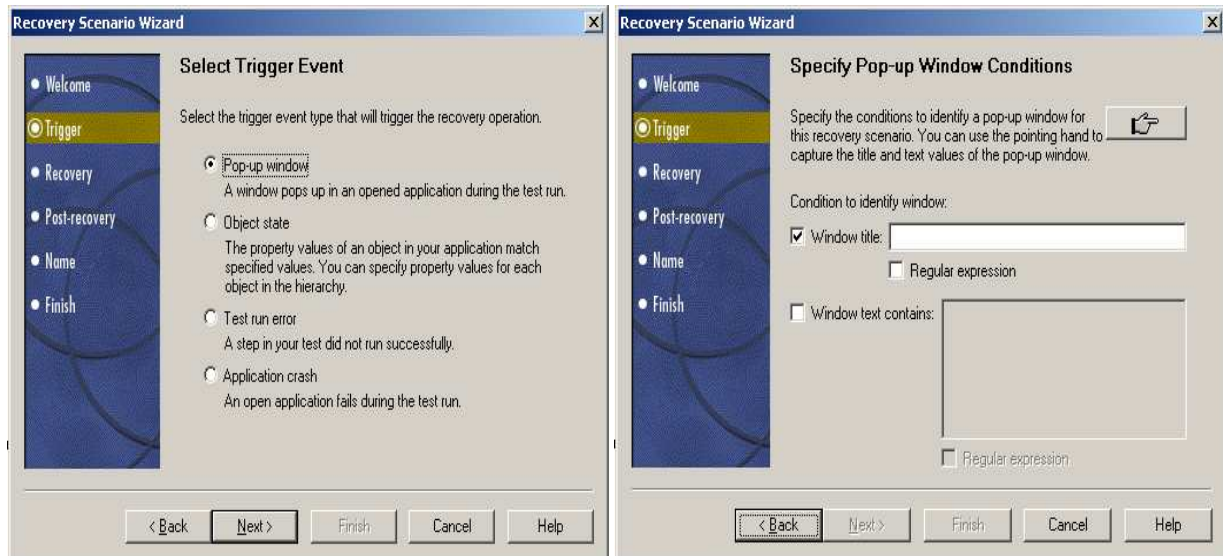 Recovery Scenario Wizard
Welcome
Trigger
Recovery
Post-recovery
Name
Finish
Select Trigger Event
Select the trigger event type that will trigger the recovery operation.
Pop-up window
A window pops up in an opened application during the test run.
Object state
The property values of an object in your application match
specified values. You can specify property values for each
object in the hierarchy.
Test run error
A step in your test did not run successfully.
Application crash
An open application fails during the test run.
< Back
Next >
Finish
Cancel
Help
Recovery Scenario Wizard
Welcome
Trigger
Recovery
Post-recovery
Name
Finish
Specify Pop-up Window Conditions
Specify the conditions to identify a pop-up window for
this recovery scenario. You can use the pointing hand to
capture the title and text values of the pop-up window.
Condition to identify window:
Window title:
Regular expression
Window text contains:
Regular expression
< Back
Next >
Finish
Cancel
Help